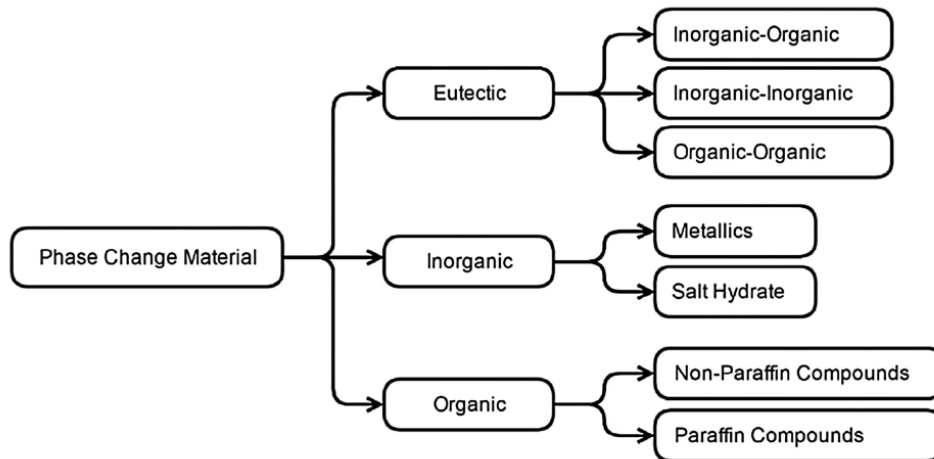 Inorganic-Organic
Eutectic
Inorganic-Inorganic
Organic-Organic
Phase Change Material
Inorganic
Metallics
Salt Hydrate
Organic
Non-Paraffin Compounds
Paraffin Compounds